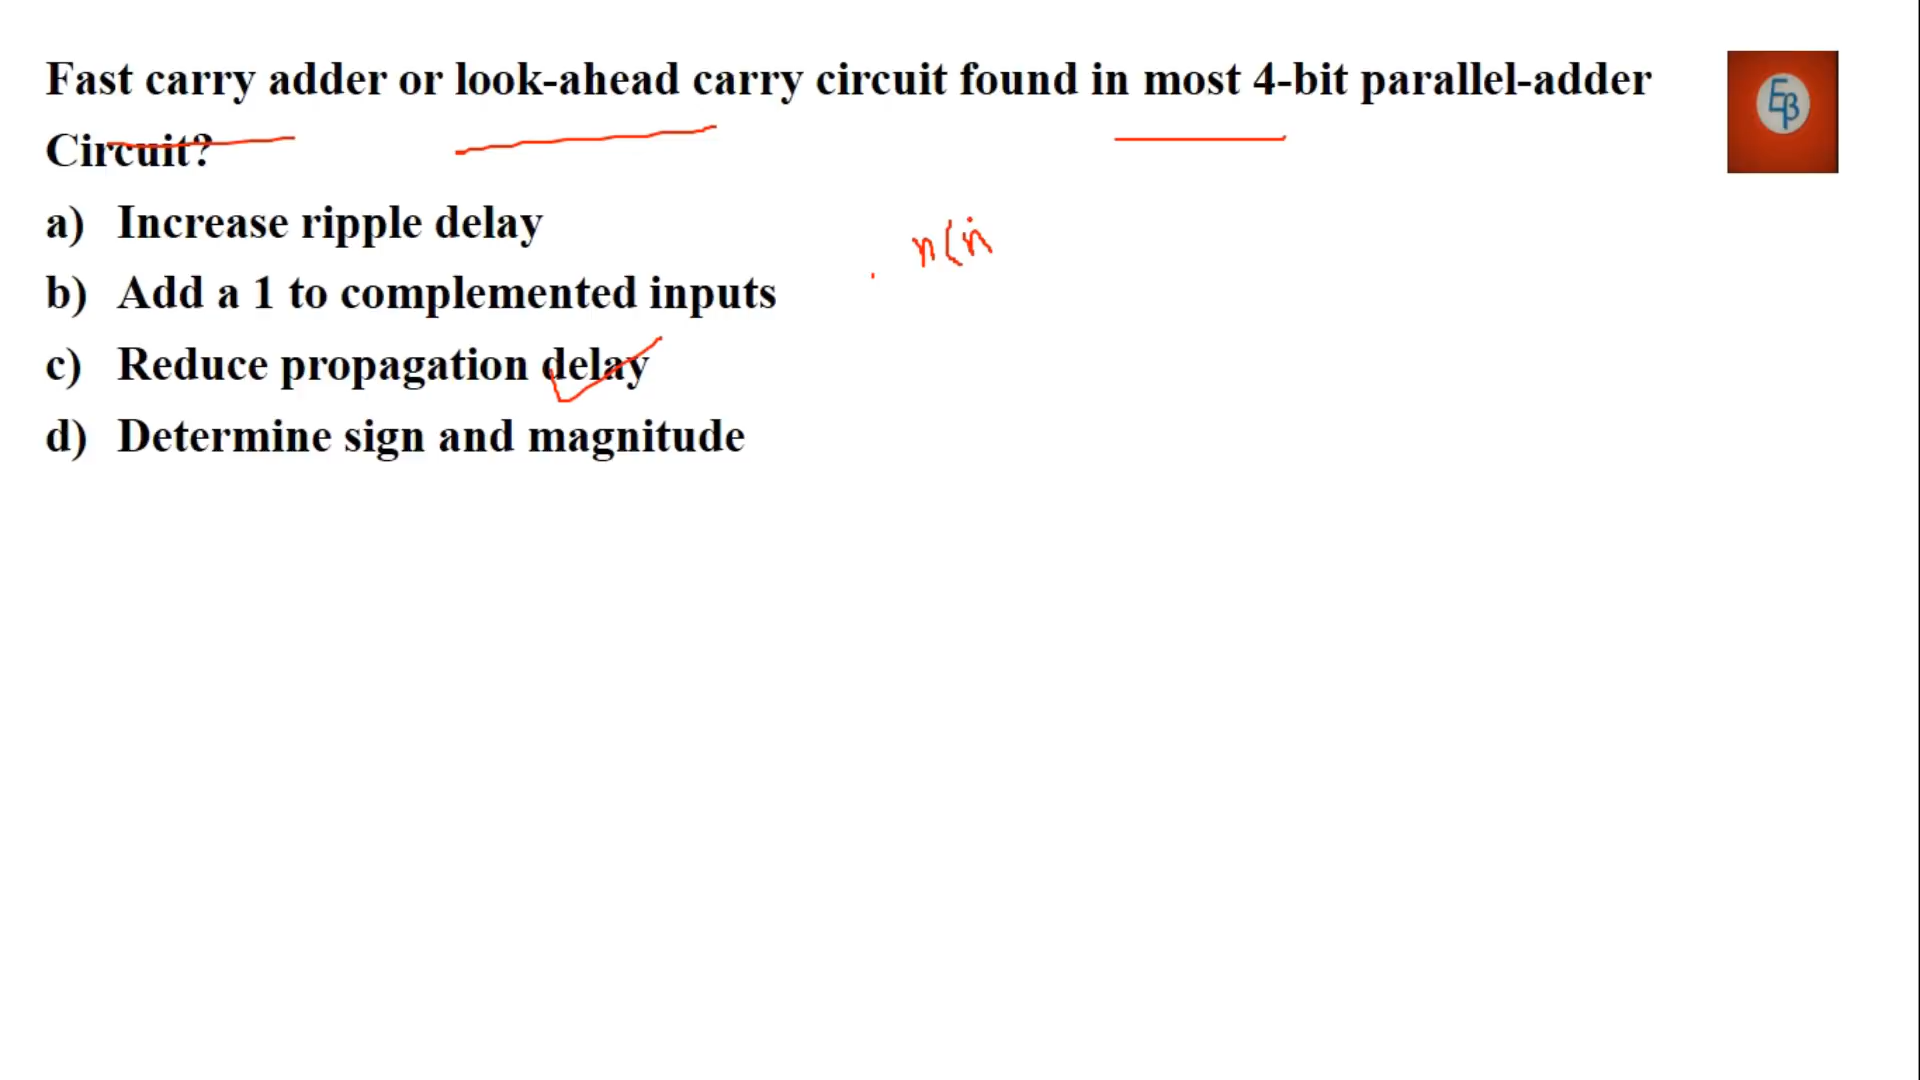 Fast carry adder or look-ahead carry circuit found in most 4-bit parallel-adder
Circuit?
a) Increase ripple delay
n(n
b) Add a 1 to complemented inputs
c) Reduce propagation delay
d) Determine sign and magnitude
Eβ